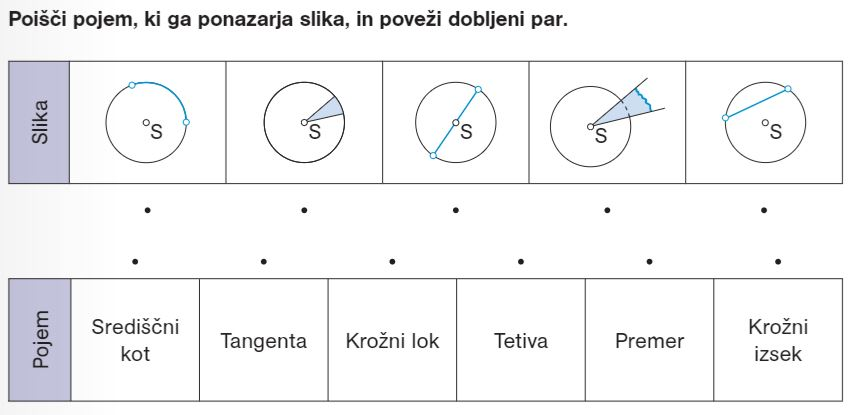 Poišči pojem, ki ga ponazarja slika, in poveži dobljeni par.
Slika
S
S
S
S
S
Pojem
Središčni
kot
Tangenta
Krožni lok
Tetiva
Premer
Krožni
izsek